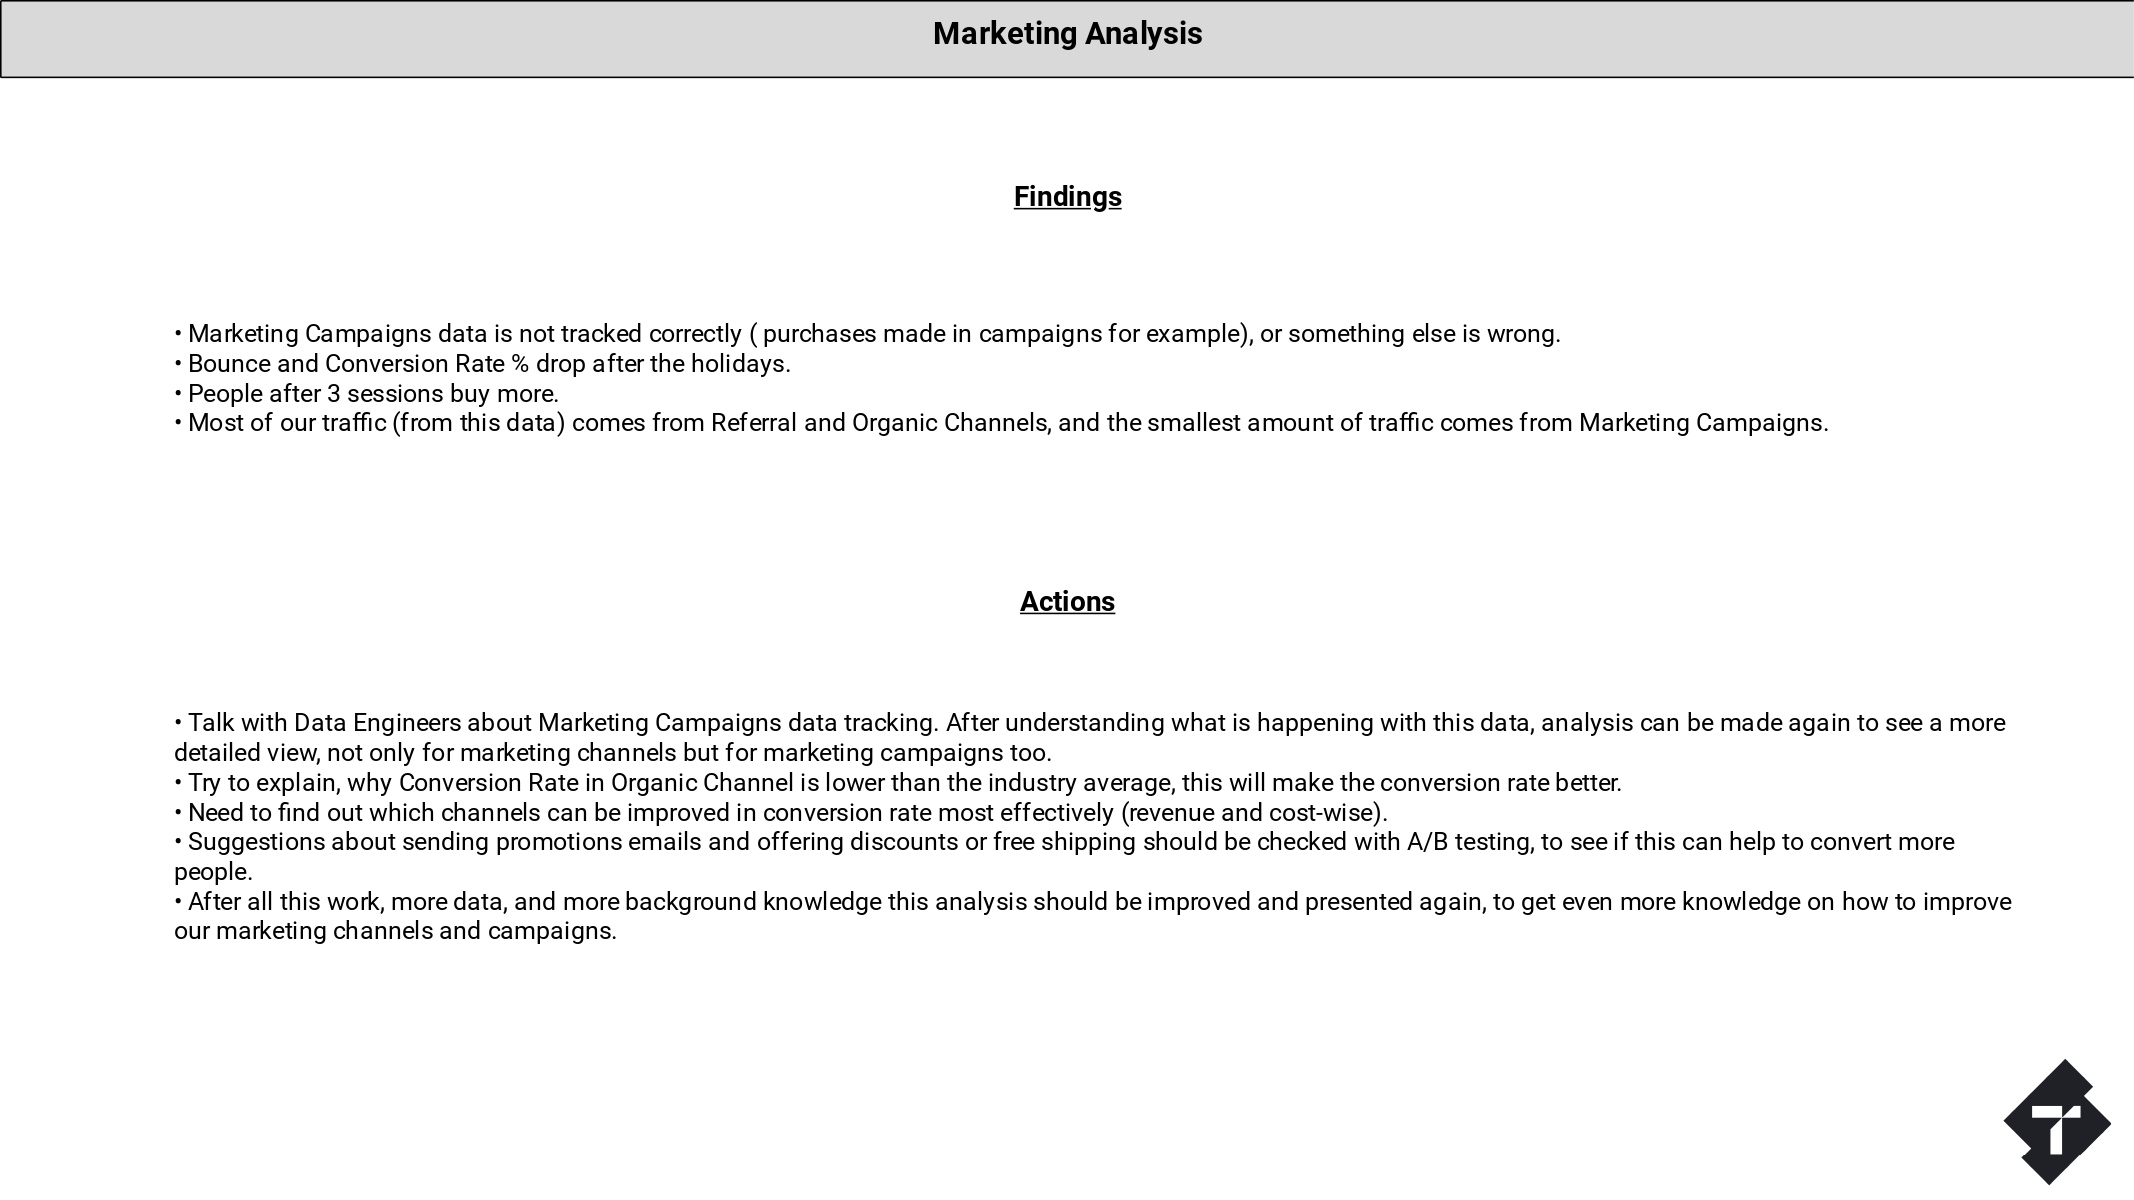 Marketing Analysis
Findings
• Marketing Campaigns data is not tracked correctly ( purchases made in campaigns for example), or something else is wrong.
• Bounce and Conversion Rate % drop after the holidays.
• People after 3 sessions buy more.
• Most of our traffic (from this data) comes from Referral and Organic Channels, and the smallest amount of traffic comes from Marketing Campaigns.
Actions
• Talk with Data Engineers about Marketing Campaigns data tracking. After understanding what is happening with this data, analysis can be made again to see a more
detailed view, not only for marketing channels but for marketing campaigns too.
• Try to explain, why Conversion Rate in Organic Channel is lower than the industry average, this will make the conversion rate better.
• Need to find out which channels can be improved in conversion rate most effectively (revenue and cost-wise).
• Suggestions about sending promotions emails and offering discounts or free shipping should be checked with A/B testing, to see if this can help to convert more
people.
• After all this work, more data, and more background knowledge this analysis should be improved and presented again, to get even more knowledge on how to improve
our marketing channels and campaigns.
T